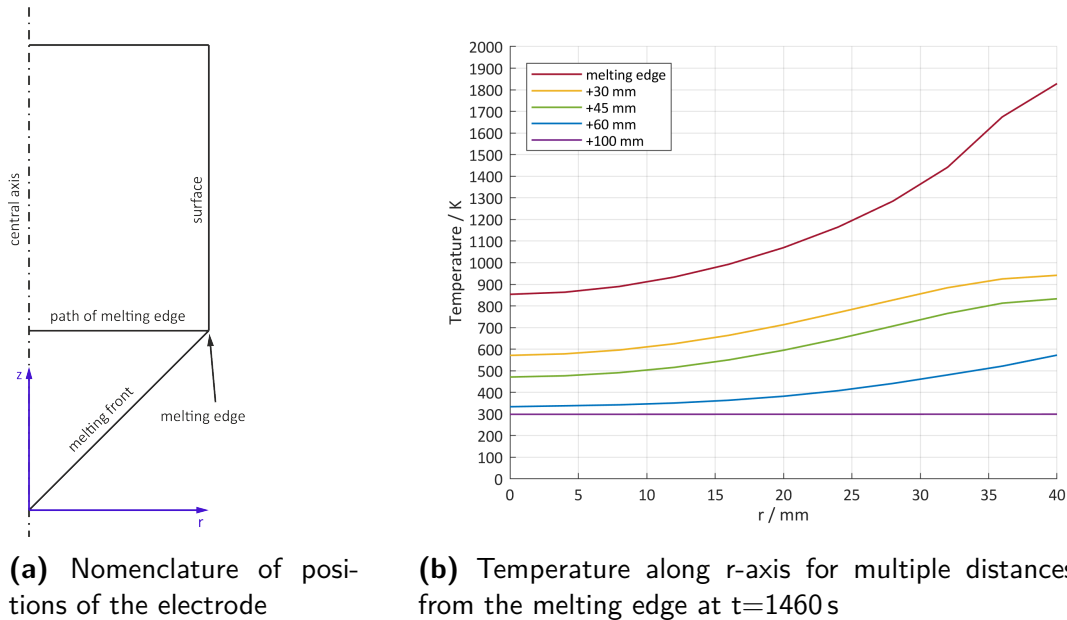 central axis
surface
path of melting edge
z
melting front
melting edge
r
(a) Nomenclature of posi-
tions of the electrode
2000
1900
1800
1700
1600
1500
1400
1300
1200
1100
1000
900
800
700
600
500
400
300
200
100
0
Temperature / K
melting edge
+30 mm
+45 mm
+60 mm
+100 mm
0 5 10 15 20 25 30 35 40
r / mm
(b) Temperature along r-axis for multiple distances
from the melting edge at t=1460 s